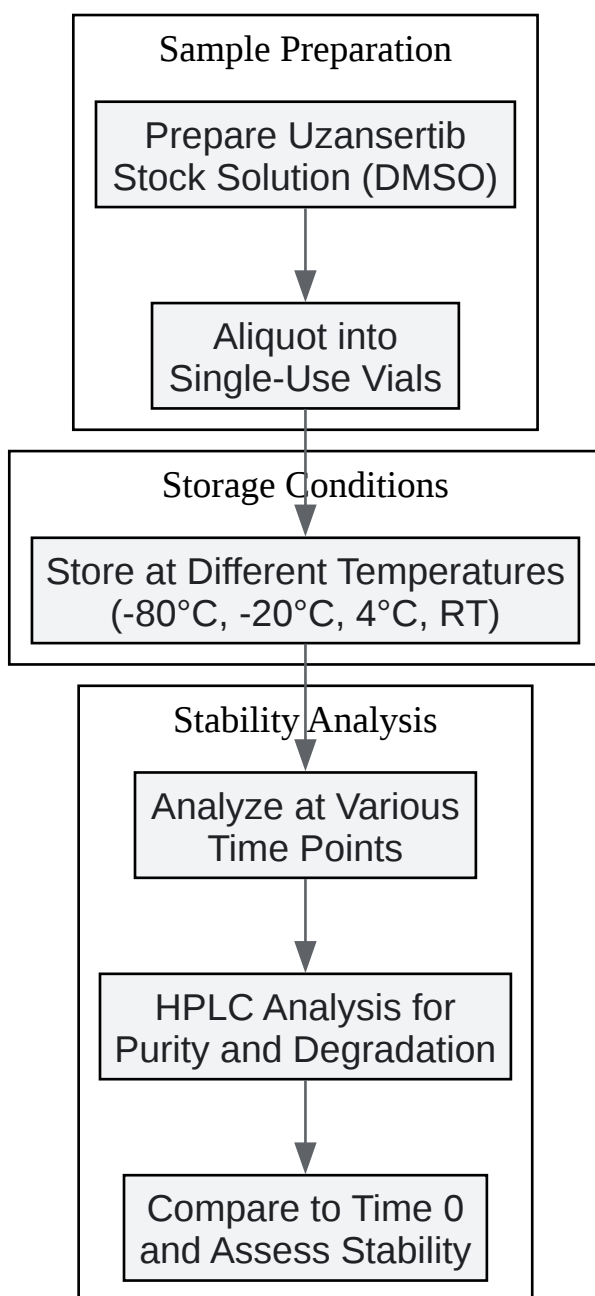 Sample Preparation
Prepare Uzansertib
Stock Solution (DMSO)
Aliquot into
Single-Use Vials
Storage Conditions
Store at Different Temperatures
(-80°C, -20°C, 4°C, RT)
Stability Analysis
Analyze at Various
Time Points
HPLC Analysis for
Purity and Degradation
Compare to Time 0
and Assess Stability